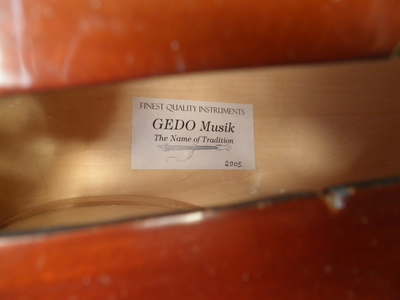 FINEST QUALITY INSTRUMENTS
GEDO Musik
The Name of Tradition
2005